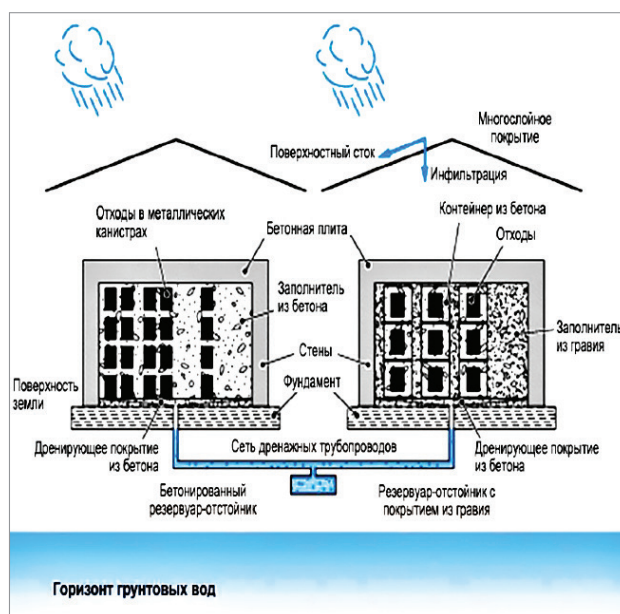 Многослойное
покрытие
Поверхностный сток
Инфильтрация
Отходы в металлических
канистрах
Бетонная плита
Контейнер из бетона
Отходы
Заполнитель
из бетона
Заполнитель
из гравия
Стены
Поверхность
земли
Фундамент
Дренирующее покрытие
из бетона
Сеть дренажных трубопроводов
Дренирующее покрытие
из бетона
Бетонированный
резервуар-отстойник
Резервуар-отстойник с
покрытием из гравия
Горизонт грунтовых вод